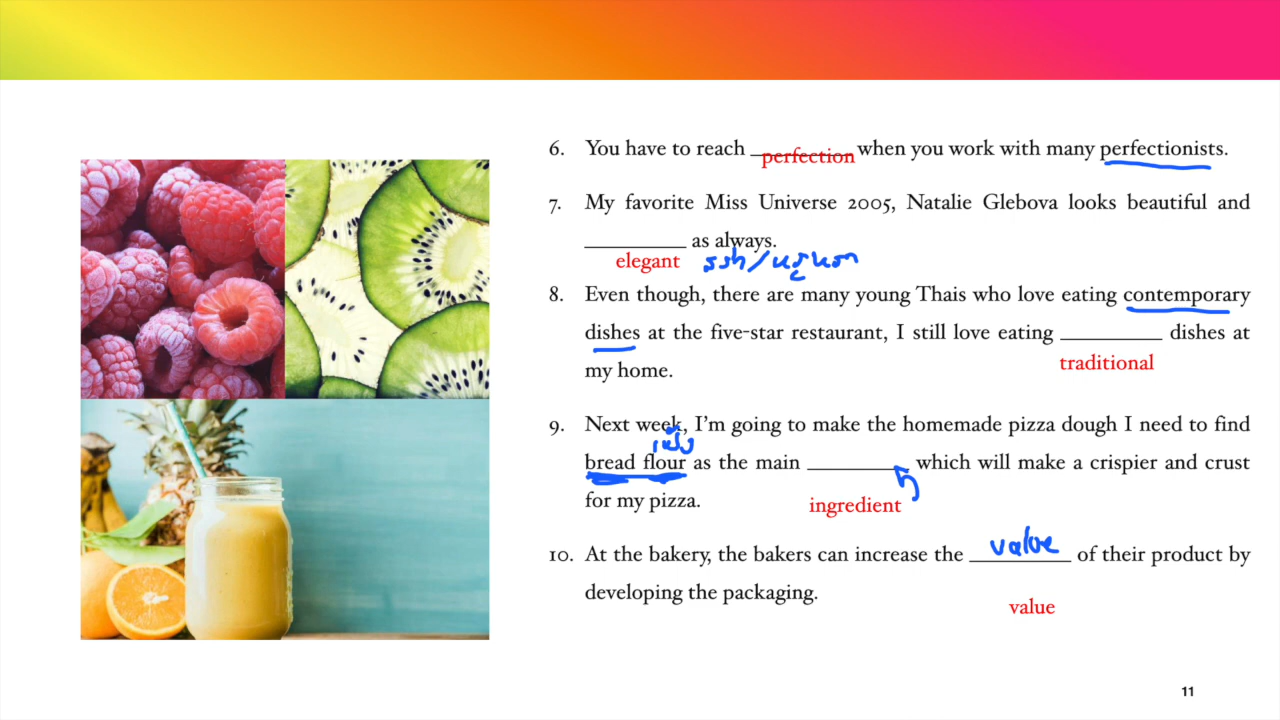 6. You have to reach __________ when you work with many perfectionists.
perfection
7. My favorite Miss Universe 2005, Natalie Glebova looks beautiful and
__________ as always.
elegant
8. Even though, there are many young Thais who love eating contemporary
dishes at the five-star restaurant, I still love eating __________ dishes at
my home.
traditional
9. Next week, I'm going to make the homemade pizza dough I need to find
bread flour as the main __________ which will make a crispier and crust
for my pizza.
ingredient
value
10. At the bakery, the bakers can increase the __________ of their product by
developing the packaging.
value
11